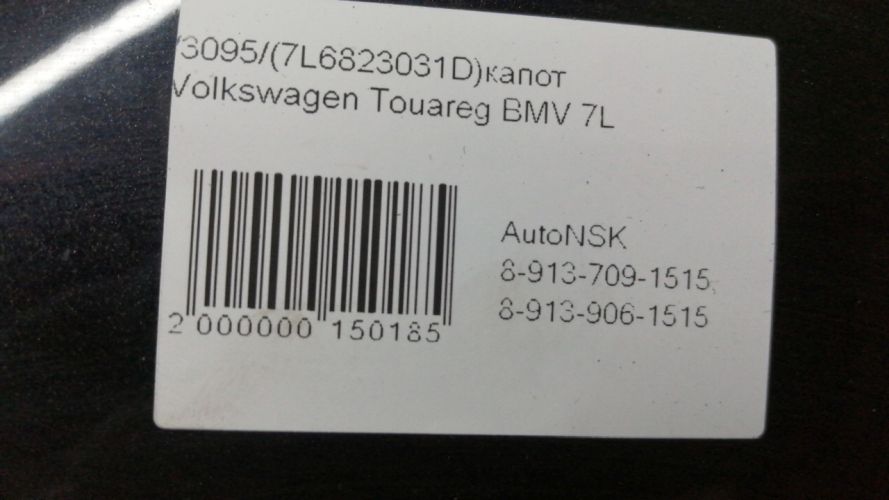 3095/(7L6823031D)капот
Volkswagen Touareg BMV 7L
AutoNSK
8-913-709-1515,
8-913-906-1515
2 000000 150185